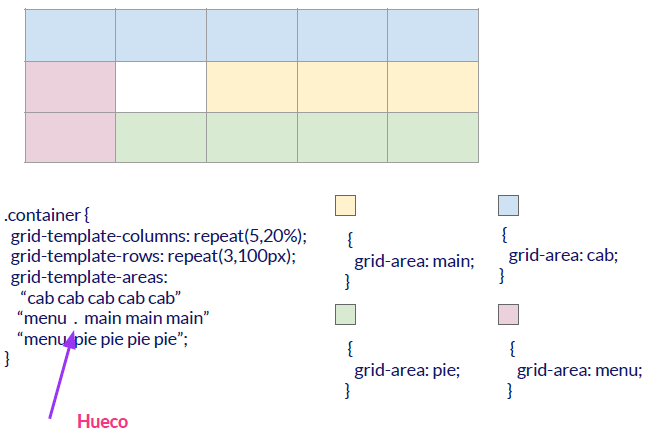 .container {
grid-template-columns: repeat(5,20%);
grid-template-rows: repeat(3,100px);
grid-template-areas:
“cab cab cab cab cab”
“menu . main main main”
“menu pie pie pie pie”;
}
{
grid-area: main;
}
{
grid-area: cab;
}
{
grid-area: pie;
}
{
grid-area: menu;
}
Hueco